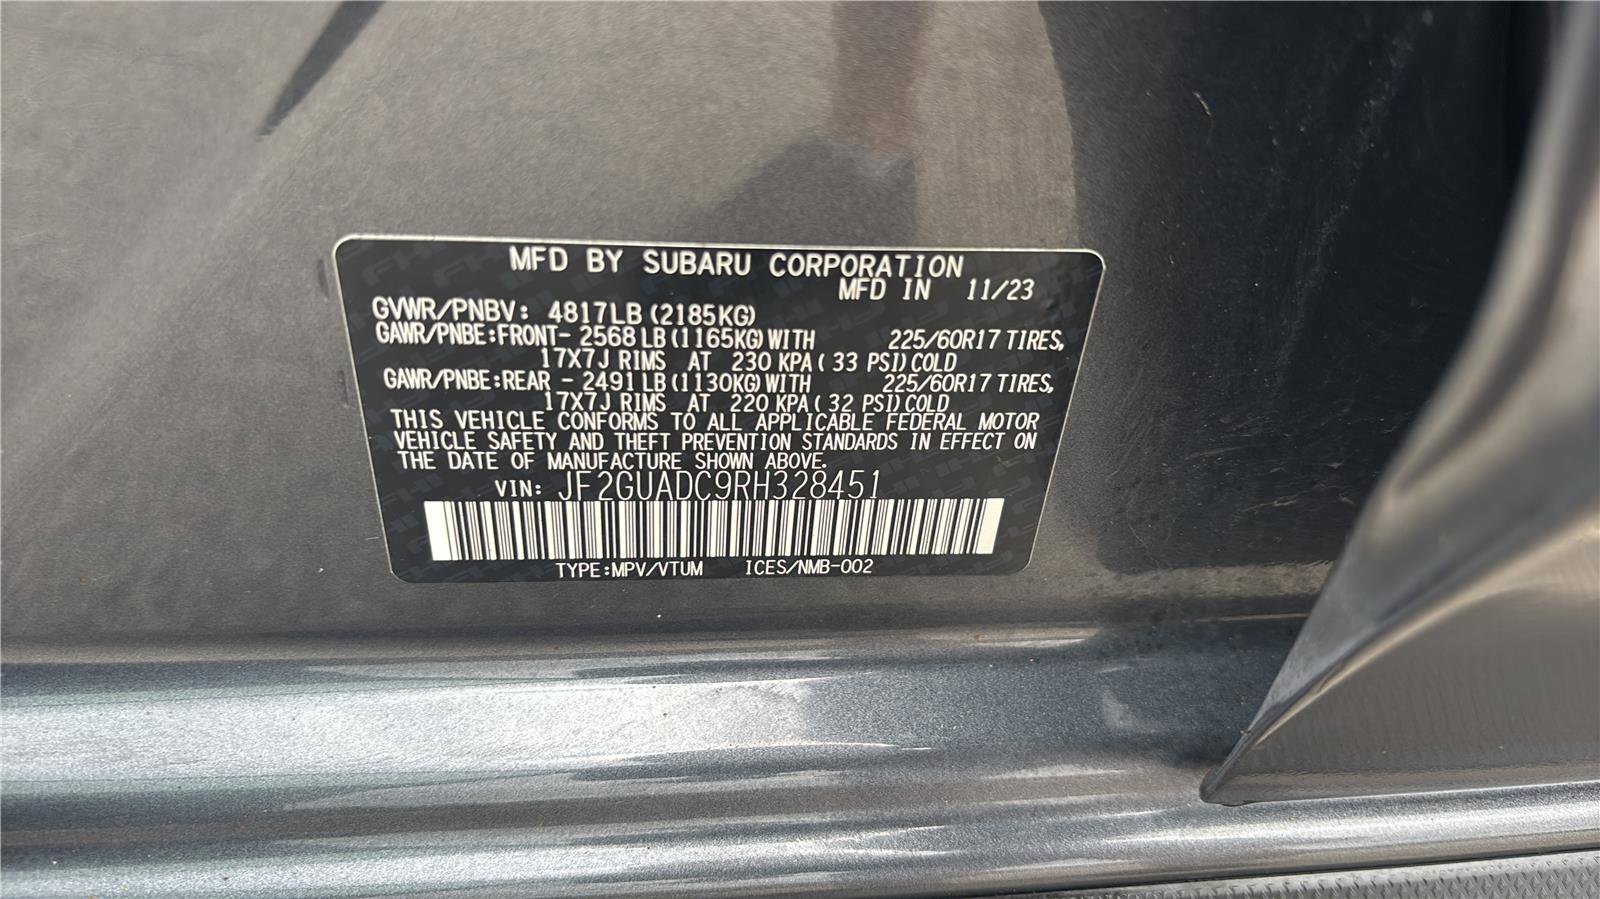 MFD BY SUBARU CORPORATION
MFD IN 11/23
GVWR/PNBV: 4817LB (2185KG)
GAWR/PNBE:FRONT- 2568 LB (1165KG) WITH 225/60R17 TIRES,
17X7J RIMS AT 230 KPA ( 33 PSI) COLD
GAWR/PNBE:REAR - 2491 LB (1130KG) WITH 225/60R17 TIRES,
17X7J RIMS AT 220 KPA ( 32 PSI) COLD
THIS VEHICLE CONFORMS TO ALL APPLICABLE FEDERAL MOTOR
VEHICLE SAFETY AND THEFT PREVENTION STANDARDS IN EFFECT ON
THE DATE OF MANUFACTURE SHOWN ABOVE.
VIN: JF2GUADC9RH328451
TYPE:MPV/VTUM ICES/NMB-002